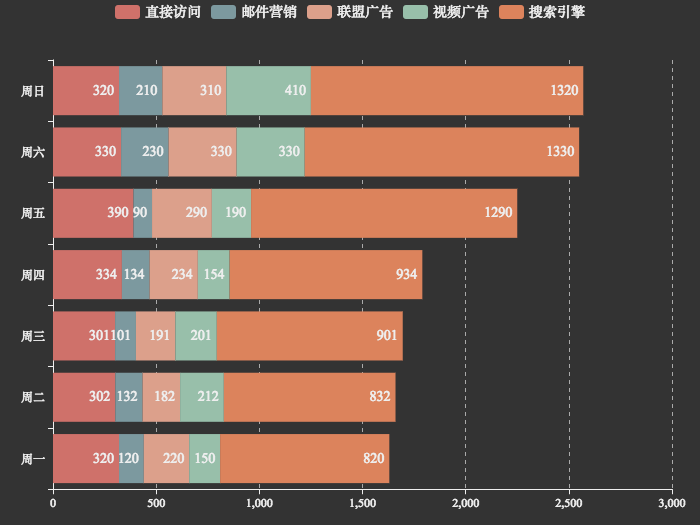 直接访问 邮件营销 联盟广告 视频广告 搜索引擎
周日 320 210 310 410 1320
周六 330 230 330 330 1330
周五 390 90 290 190 1290
周四 334 134 234 154 934
周三 301 101 191 201 901
周二 302 132 182 212 832
周一 320 120 220 150 820
0 500 1,000 1,500 2,000 2,500 3,000